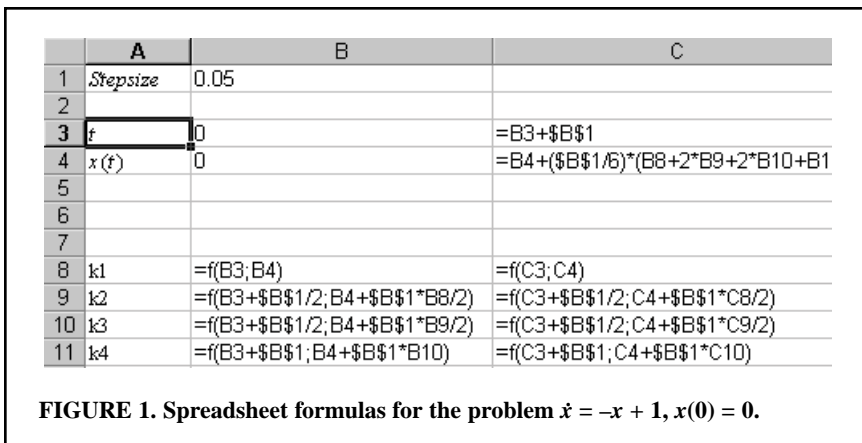 A B C
1 Stepsize 0.05
2
3 t 0 =B3+$B$1
4 x(t) 0 =B4+($B$1/6)*(B8+2*B9+2*B10+B1
5
6
7
8 k1 =f(B3;B4) =f(C3;C4)
9 k2 =f(B3+$B$1/2;B4+$B$1*B8/2) =f(C3+$B$1/2;C4+$B$1*C8/2)
10 k3 =f(B3+$B$1/2;B4+$B$1*B9/2) =f(C3+$B$1/2;C4+$B$1*C9/2)
11 k4 =f(B3+$B$1;B4+$B$1*B10) =f(C3+$B$1;C4+$B$1*C10)
FIGURE 1. Spreadsheet formulas for the problem ẋ = –x + 1, x(0) = 0.